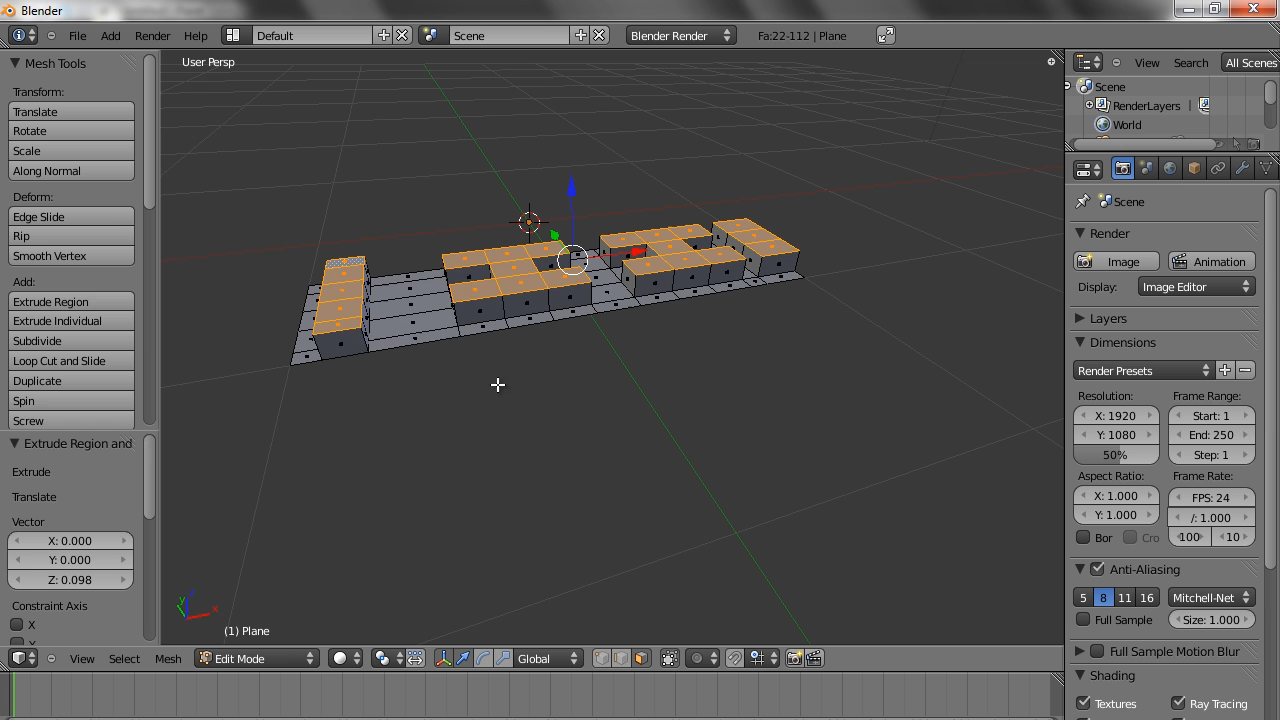 Blender
File Add Render Help Default Scene Blender Render Fa:22-112 | Plane
Mesh Tools
Transform:
Translate
Rotate
Scale
Along Normal
Deform:
Edge Slide
Rip
Smooth Vertex
Add:
Extrude Region
Extrude Individual
Subdivide
Loop Cut and Slide
Duplicate
Spin
Screw
Extrude Region and
Extrude
Translate
Vector
X: 0.000
Y: 0.000
Z: 0.098
Constraint Axis
X
User Persp
y
x
(1) Plane
View Select Mesh Edit Mode Global
View Search All Scenes
Scene
RenderLayers
World
Scene
Render
Image Animation
Display: Image Editor
Layers
Dimensions
Render Presets
Resolution: Frame Range:
X: 1920 Start: 1
Y: 1080 End: 250
50% Step: 1
Aspect Ratio: Frame Rate:
X: 1.000 FPS: 24
Y: 1.000 /: 1.000
Bor Cro 100 10
Anti-Aliasing
5 8 11 16 Mitchell-Net
Full Sample Size: 1.000
Full Sample Motion Blur
Shading
Textures Ray Tracing